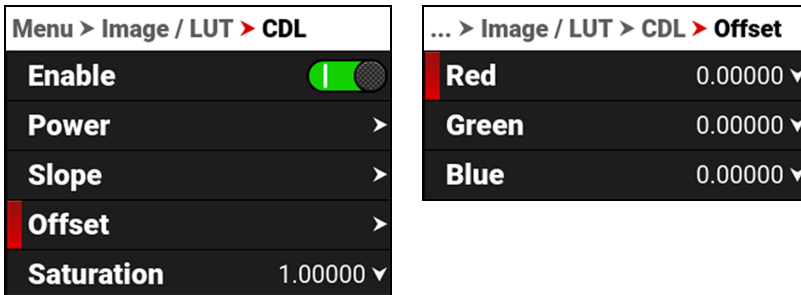 Menu > Image / LUT > CDL
Enable
Power
Slope
Offset
Saturation 1.00000
... > Image / LUT > CDL > Offset
Red 0.00000
Green 0.00000
Blue 0.00000